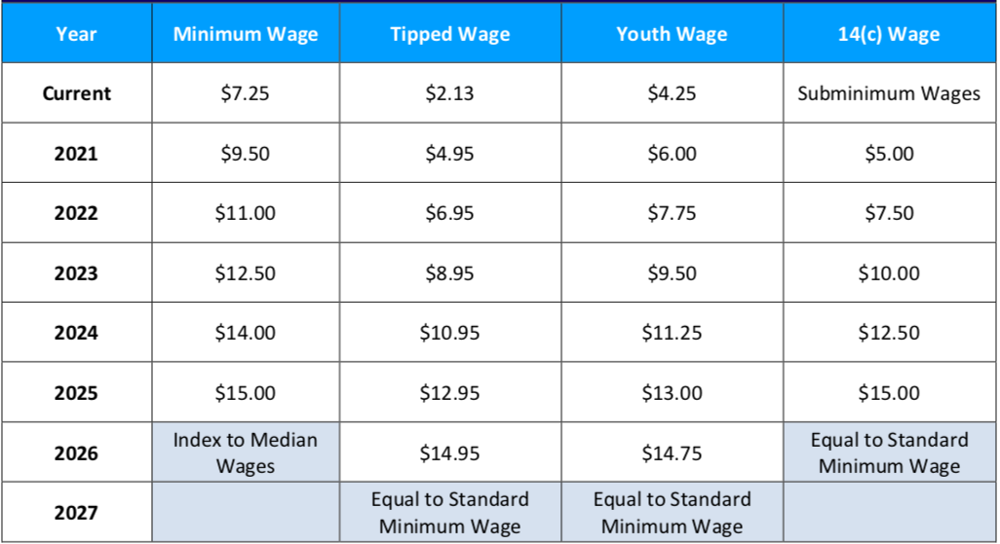 Year Minimum Wage Tipped Wage Youth Wage 14(c) Wage
Current $7.25 $2.13 $4.25 Subminimum Wages
2021 $9.50 $4.95 $6.00 $5.00
2022 $11.00 $6.95 $7.75 $7.50
2023 $12.50 $8.95 $9.50 $10.00
2024 $14.00 $10.95 $11.25 $12.50
2025 $15.00 $12.95 $13.00 $15.00
2026 Index to Median Wages $14.95 $14.75 Equal to Standard Minimum Wage
2027 Equal to Standard Minimum Wage Equal to Standard Minimum Wage